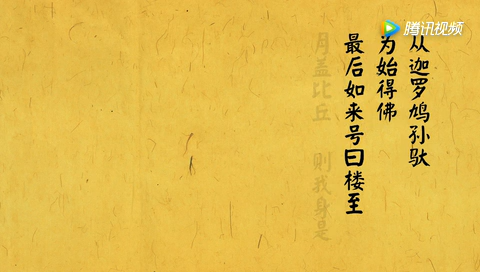 腾讯视频
从迦罗鸠孙驮
为始得佛
最后如来号曰楼至
月盖比丘 则我身是